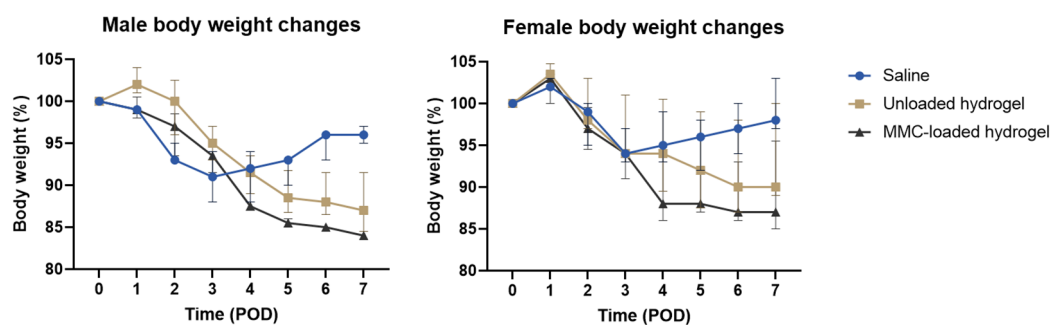 Male body weight changes
Body weight (%)
105
100
95
90
85
80
0 1 2 3 4 5 6 7
Time (POD)
Female body weight changes
Body weight (%)
105
100
95
90
85
80
0 1 2 3 4 5 6 7
Time (POD)
Saline
Unloaded hydrogel
MMC-loaded hydrogel